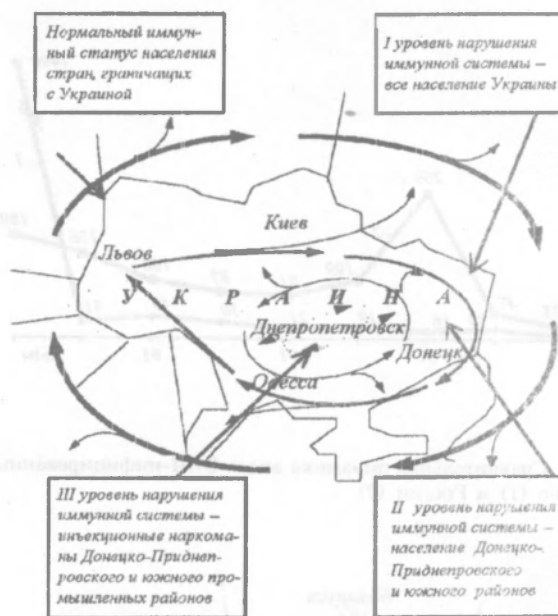 Нормальный иммун-
ный статус населения
стран, граничащих
с Украиной
I уровень нарушения
иммунной системы –
все население Украины
Киев
Львов
У К Р А И Н А
Днепропетровск
Донецк
Одесса
III уровень нарушения
иммунной системы –
инъекционные наркома-
ны Донецко-Приднеп-
ровского и южного про-
мышленных районов
II уровень нарушения
иммунной системы –
население Донецко-
Приднепровского
и южного районов